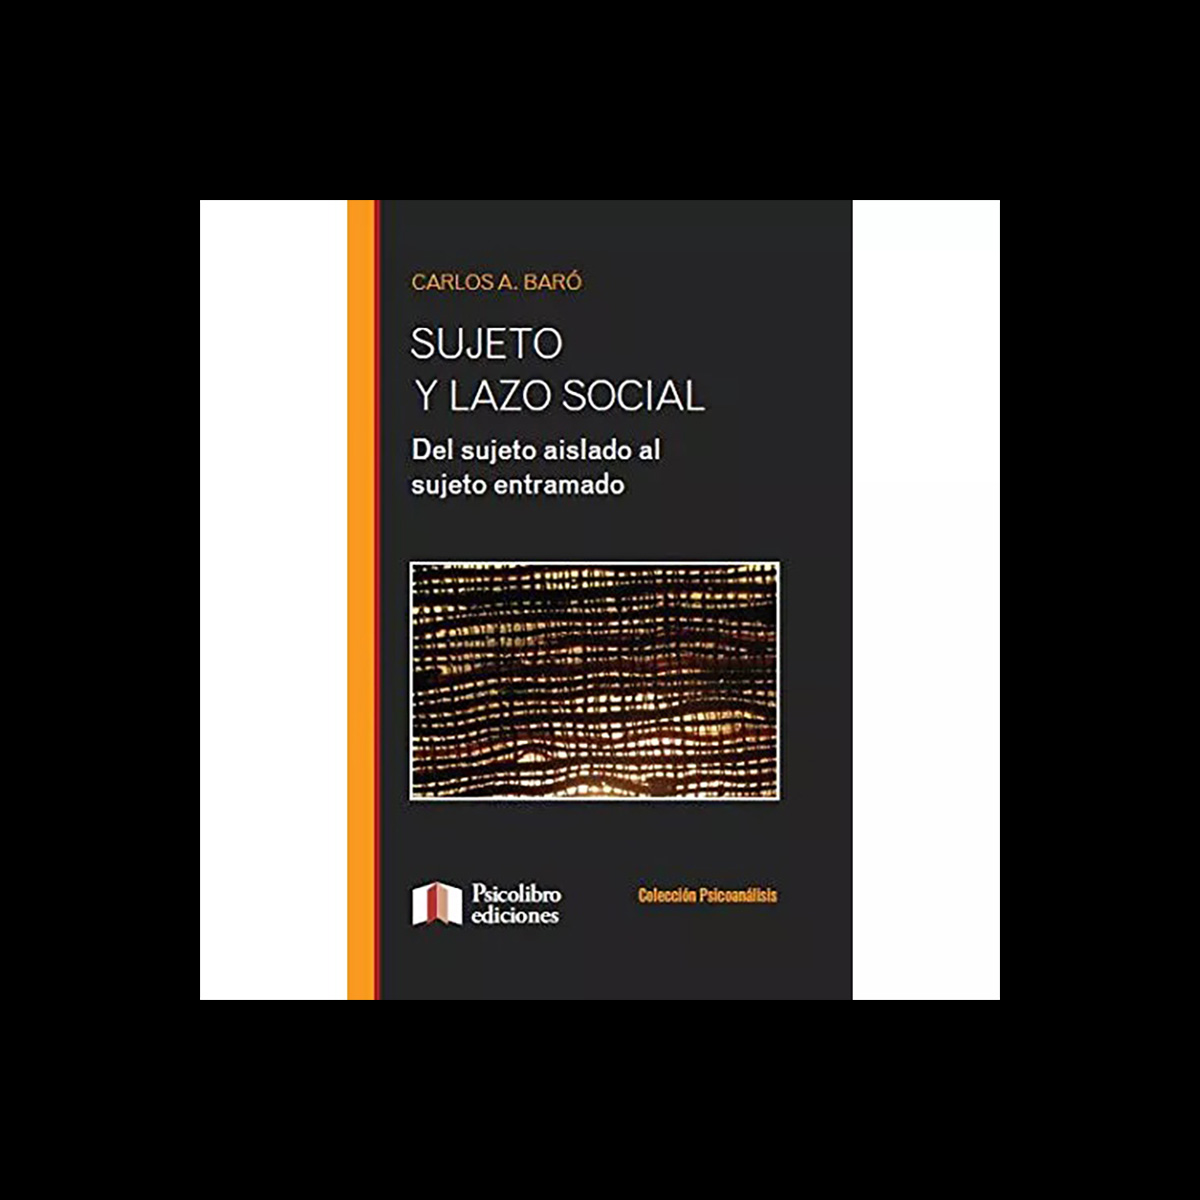 CARLOS A. BARÓ
SUJETO
Y LAZO SOCIAL
Del sujeto aislado al
sujeto entramado
Psicolibro
ediciones
Colección Psicoanálisis